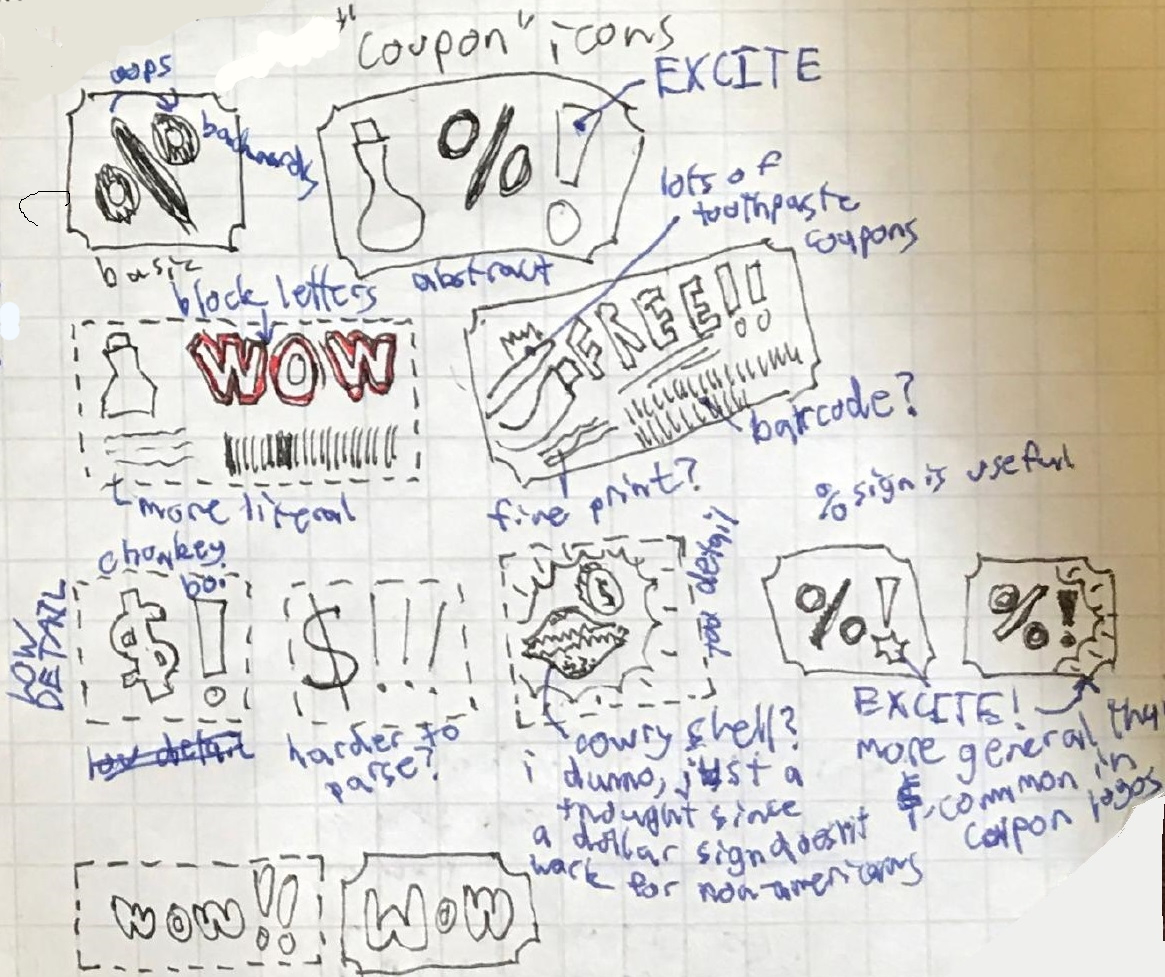 "coupon" icons
oops
backwards
% 
% !
EXCITE
basic
abstract
lots of
toothpaste
coupons
block letters
WOW
FREE!!
barcode?
more literal
fine print?
% sign is useful
LOW
DETAIL
chonkey
boi
$!
$!!
$
too detail
%!
%!
low detail
harder to
parse?
cowry shell?
i dunno, just a
thought since
a dollar sign doesn't
work for non-americans
EXCITE!
more general than
$, common in
coupon logos
WOW!!
WOW